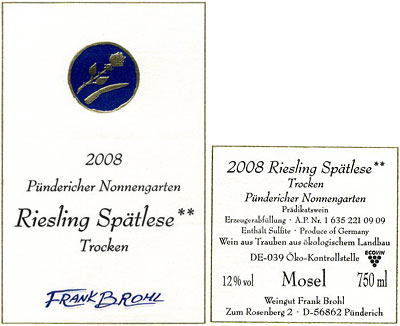 2008
Pündericher Nonnengarten
Riesling Spätlese**
Trocken
FRANK BROHL
2008 Riesling Spätlese**
Trocken
Pündericher Nonnengarten
Prädikatswein
Erzeugerabfüllung · A.P. Nr. 1 635 221 09 09
Enthält Sulfite · Produce of Germany
Wein aus Trauben aus ökologischem Landbau
DE-039 Öko-Kontrollstelle ECOVIN
12% vol Mosel 750 ml
Weingut Frank Brohl
Zum Rosenberg 2 · D-56862 Pünderich